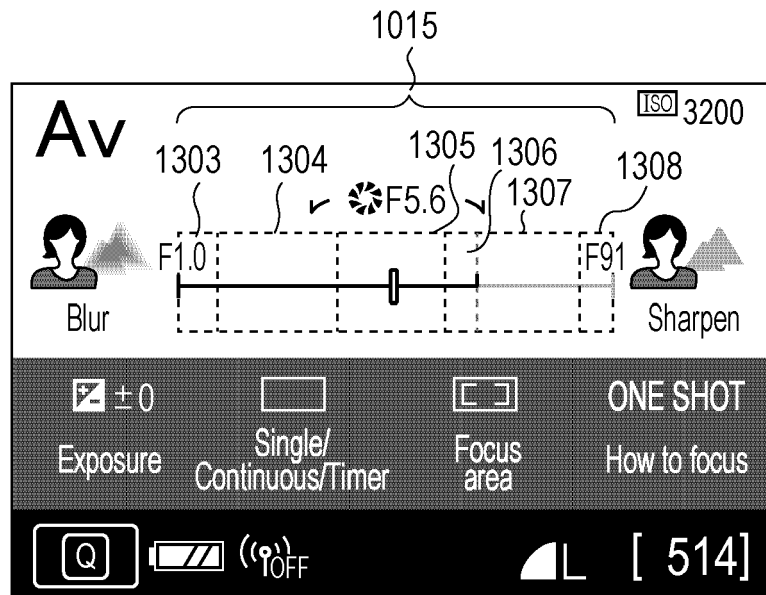 1015
Av
ISO 3200
1303 1304 1305 1306 1307 1308
F5.6
F1.0 F91
Blur Sharpen
±0 ONE SHOT
Exposure Single/
Continuous/Timer Focus
area How to focus
Q OFF L [ 514]